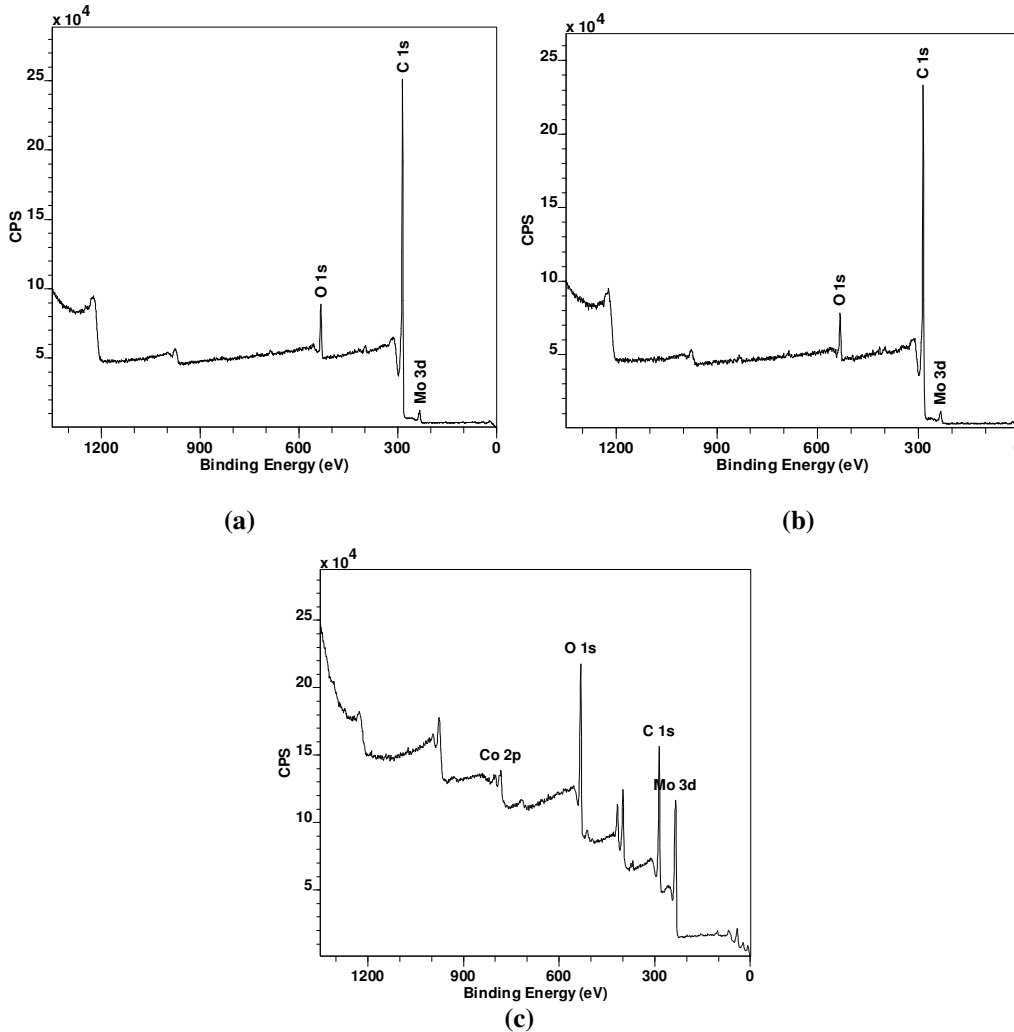 x 10^4
25
20
15
10
5
CPS
C 1s
O 1s
Mo 3d
1200 900 600 300 0
Binding Energy (eV)
(a)
x 10^4
25
20
15
10
5
CPS
C 1s
O 1s
Mo 3d
1200 900 600 300
Binding Energy (eV)
(b)
x 10^4
25
20
15
10
5
CPS
O 1s
C 1s
Co 2p
Mo 3d
1200 900 600 300 0
Binding Energy (eV)
(c)